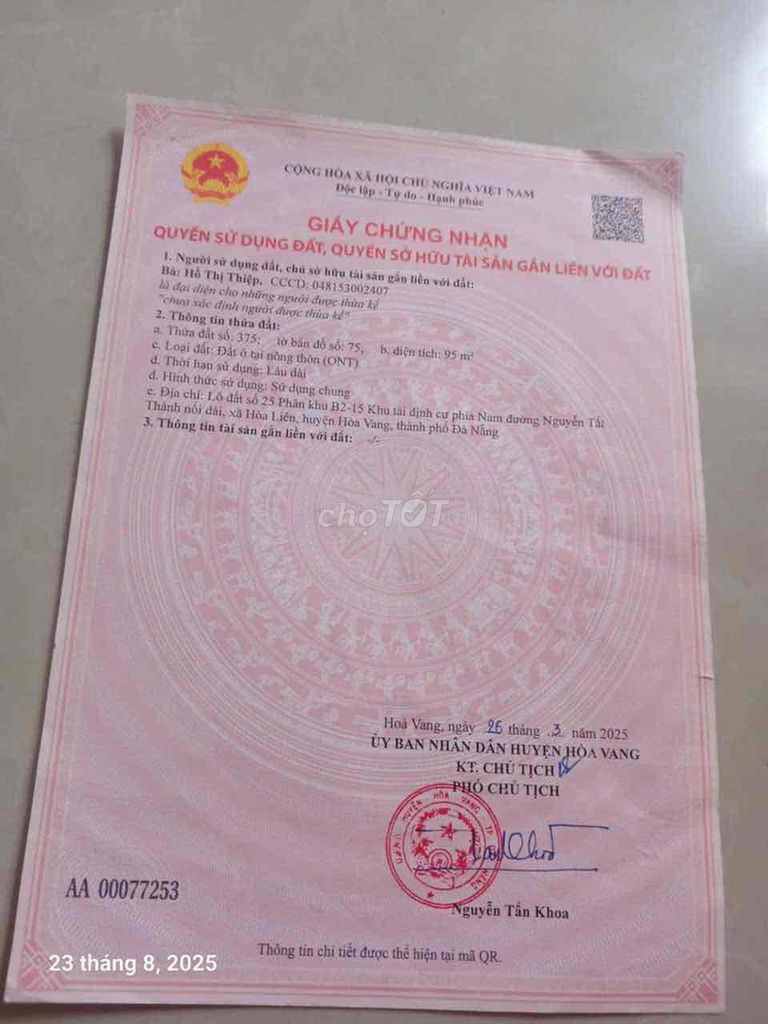 CỘNG HÒA XÃ HỘI CHỦ NGHĨA VIỆT NAM
Độc lập - Tự do - Hạnh phúc
GIẤY CHỨNG NHẬN
QUYỀN SỬ DỤNG ĐẤT, QUYỀN SỞ HỮU TÀI SẢN GẮN LIỀN VỚI ĐẤT
1. Người sử dụng đất, chủ sở hữu tài sản gắn liền với đất:
Bà: Hồ Thị Thiệp, CCCD: 048153002407
là đại diện cho những người được thừa kế
"chưa xác định người được thừa kế"
2. Thông tin thửa đất:
a. Thửa đất số: 375; tờ bản đồ số: 75; b. diện tích: 95 m²
c. Loại đất: Đất ở tại nông thôn (ONT)
d. Thời hạn sử dụng: Lâu dài
đ. Hình thức sử dụng: Sử dụng chung
e. Địa chỉ: Lô đất số 25 Phân khu B2-15 Khu tái định cư phía Nam đường Nguyễn Tất
Thành nối dài, xã Hòa Liên, huyện Hòa Vang, thành phố Đà Nẵng
3. Thông tin tài sản gắn liền với đất: -/-
chợTỐT
Hoà Vang, ngày 26 tháng 3 năm 2025
ỦY BAN NHÂN DÂN HUYỆN HÒA VANG
KT. CHỦ TỊCH
PHÓ CHỦ TỊCH
Nguyễn Tấn Khoa
AA 00077253
Thông tin chi tiết được thể hiện tại mã QR.
23 tháng 8, 2025